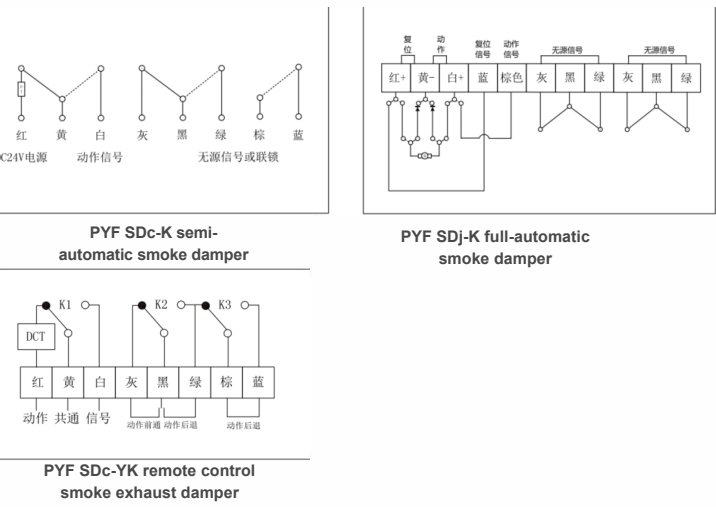 红 黄 白 灰 黑 绿 棕 蓝
DC24V电源 动作信号 无源信号或联锁
PYF SDc-K semi-
automatic smoke damper
复位 动作 复位信号 动作信号 无源信号 无源信号
红+ 黄- 白+ 蓝 棕色 灰 黑 绿 灰 黑 绿
PYF SDj-K full-automatic
smoke damper
K1 K2 K3
DCT
红 黄 白 灰 黑 绿 棕 蓝
动作 共通 信号 动作前通 动作后退 动作后退
PYF SDc-YK remote control
smoke exhaust damper